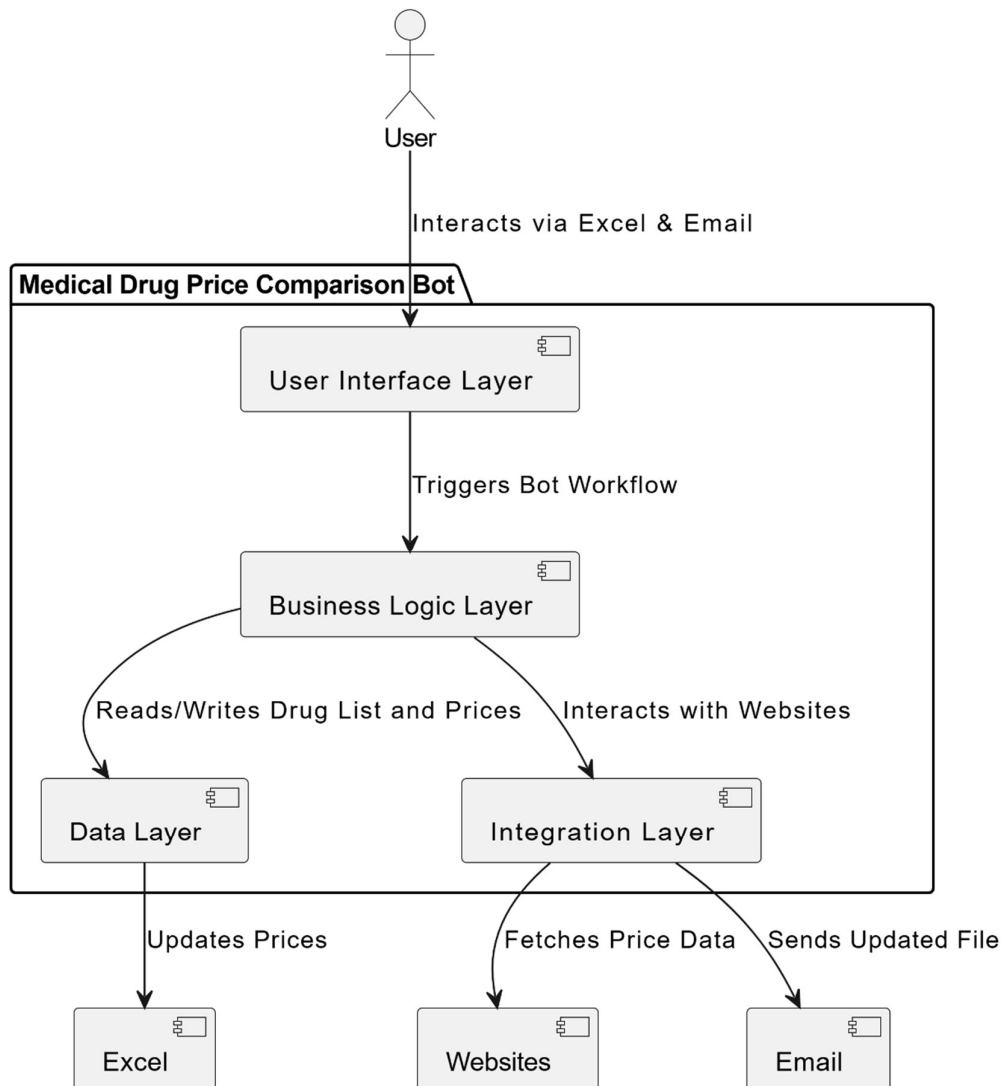 User
Interacts via Excel & Email
Medical Drug Price Comparison Bot
User Interface Layer
Triggers Bot Workflow
Business Logic Layer
Reads/Writes Drug List and Prices
Interacts with Websites
Data Layer
Integration Layer
Updates Prices
Fetches Price Data
Sends Updated File
Excel
Websites
Email